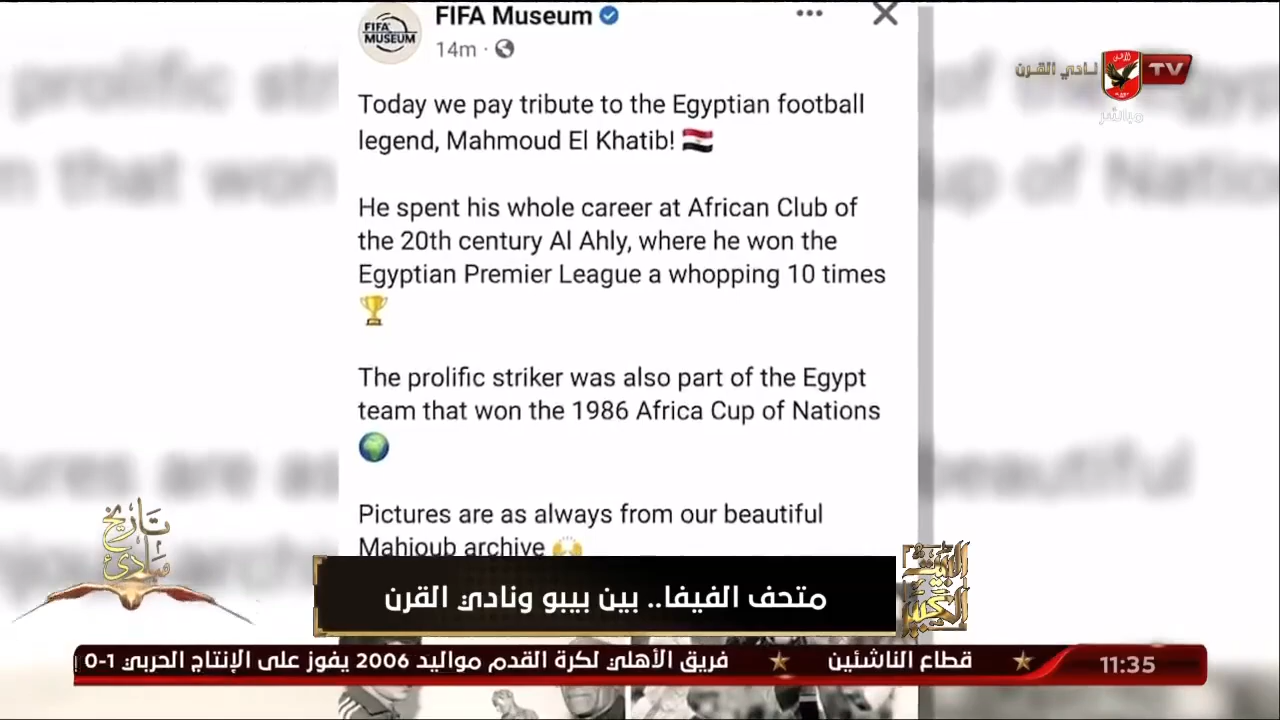 FIFA Museum
FIFA MUSEUM
14m ·
Today we pay tribute to the Egyptian football
legend, Mahmoud El Khatib! 🇪🇬
He spent his whole career at African Club of
the 20th century Al Ahly, where he won the
Egyptian Premier League a whopping 10 times
🏆
The prolific striker was also part of the Egypt
team that won the 1986 Africa Cup of Nations
🌍
Pictures are as always from our beautiful
Mahjoub archive 🙌
نادي القرن
TV
مباشر
تاريخ
مبادئ
متحف الفيفا.. بين بيبو ونادي القرن
البيت
الكبير
11:35
قطاع الناشئين
فريق الأهلي لكرة القدم مواليد 2006 يفوز على الإنتاج الحربي 1-0